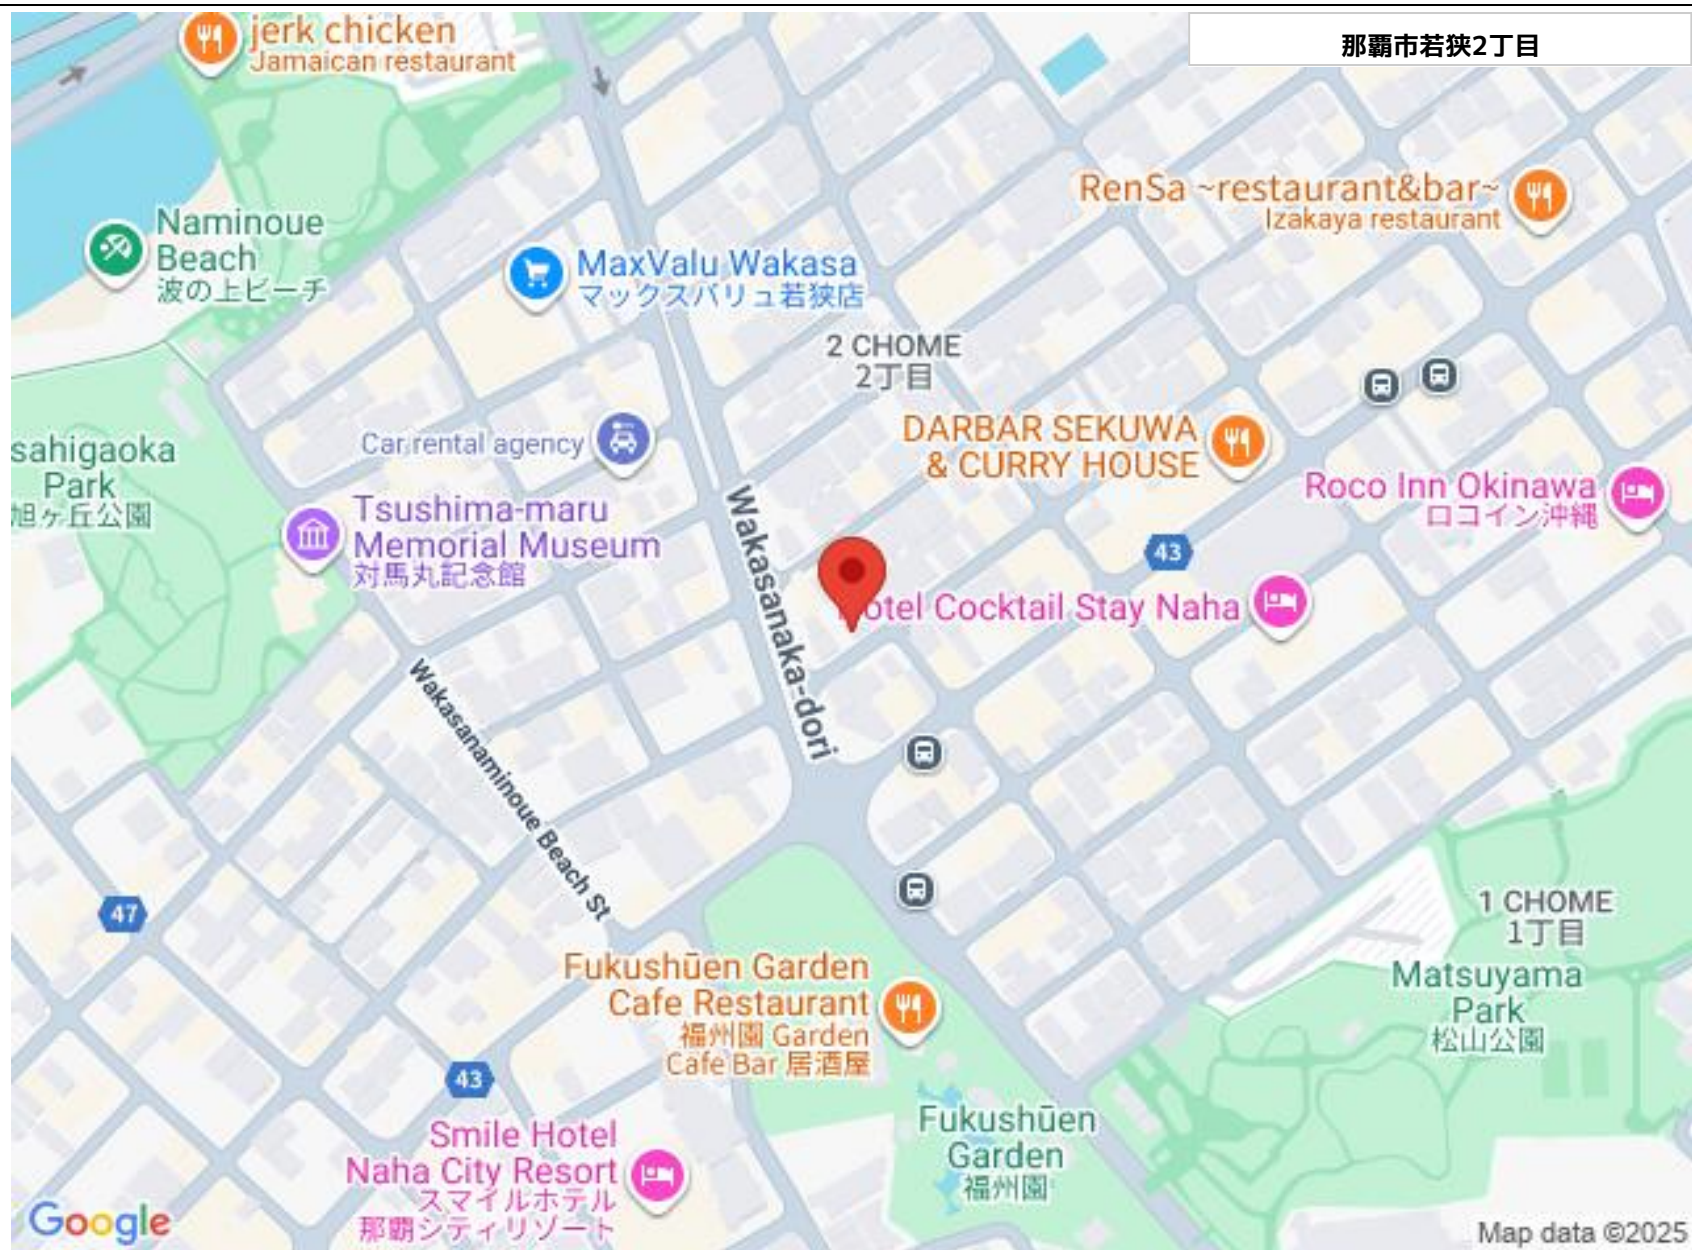 那覇市若狭2丁目
jerk chicken
Jamaican restaurant
RenSa ~restaurant&bar~
Izakaya restaurant
Naminoue
Beach
波の上ビーチ
MaxValu Wakasa
マックスバリュ若狭店
2 CHOME
2丁目
DARBAR SEKUWA
& CURRY HOUSE
Car rental agency
sahigaoka
Park
旭ヶ丘公園
Roco Inn Okinawa
ロコイン沖縄
Tsushima-maru
Memorial Museum
対馬丸記念館
Wakasanaka-dori
43
otel Cocktail Stay Naha
Wakasanaminoue Beach St
47
1 CHOME
1丁目
Fukushūen Garden
Cafe Restaurant
福州園 Garden
Cafe Bar 居酒屋
Matsuyama
Park
松山公園
43
Fukushūen
Garden
福州園
Smile Hotel
Naha City Resort
スマイルホテル
那覇シティリゾート
Google
Map data ©2025